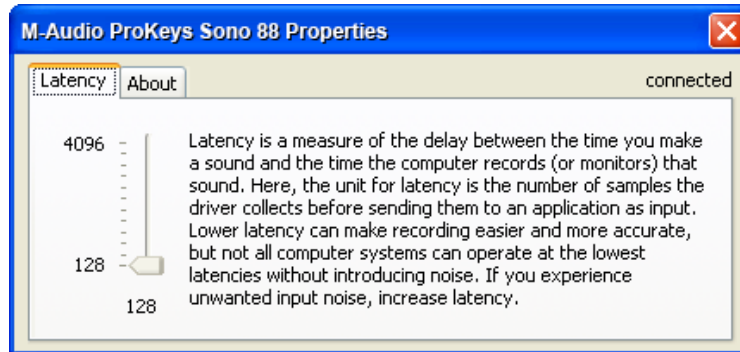 M-Audio ProKeys Sono 88 Properties
Latency About connected
4096
128
128
Latency is a measure of the delay between the time you make
a sound and the time the computer records (or monitors) that
sound. Here, the unit for latency is the number of samples the
driver collects before sending them to an application as input.
Lower latency can make recording easier and more accurate,
but not all computer systems can operate at the lowest
latencies without introducing noise. If you experience
unwanted input noise, increase latency.